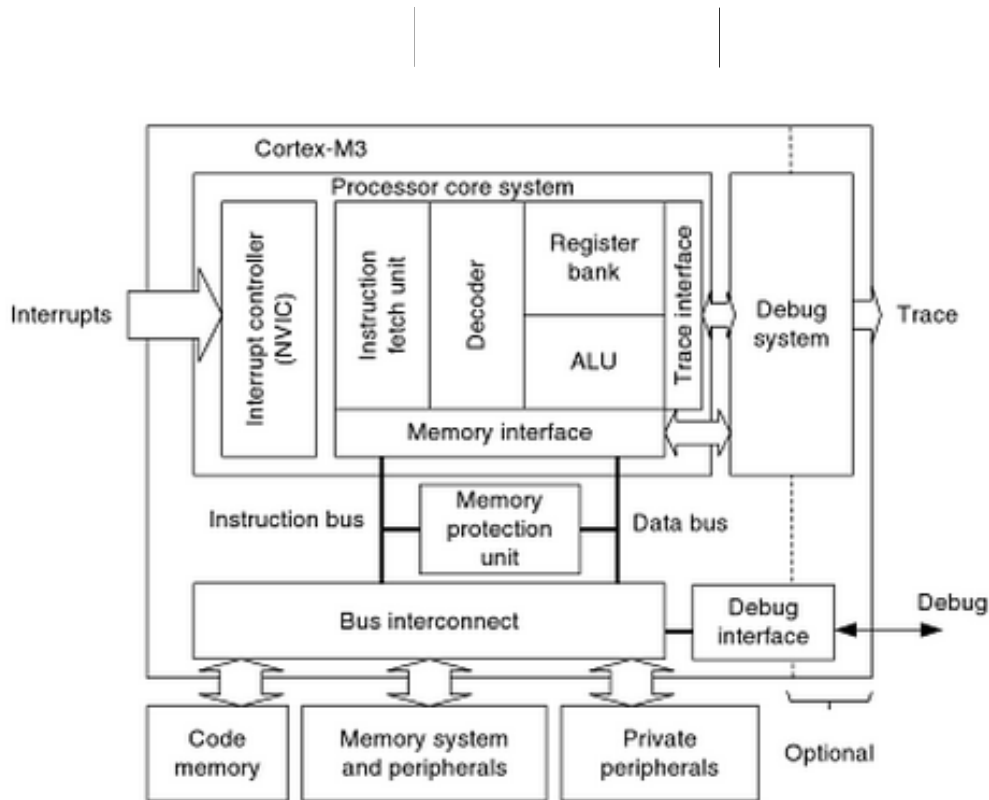 Cortex-M3
Processor core system
Interrupts
Interrupt controller
(NVIC)
Instruction
fetch unit
Decoder
Register
bank
ALU
Trace interface
Debug
system
Trace
Memory interface
Instruction bus
Memory
protection
unit
Data bus
Bus interconnect
Debug
interface
Debug
Code
memory
Memory system
and peripherals
Private
peripherals
Optional